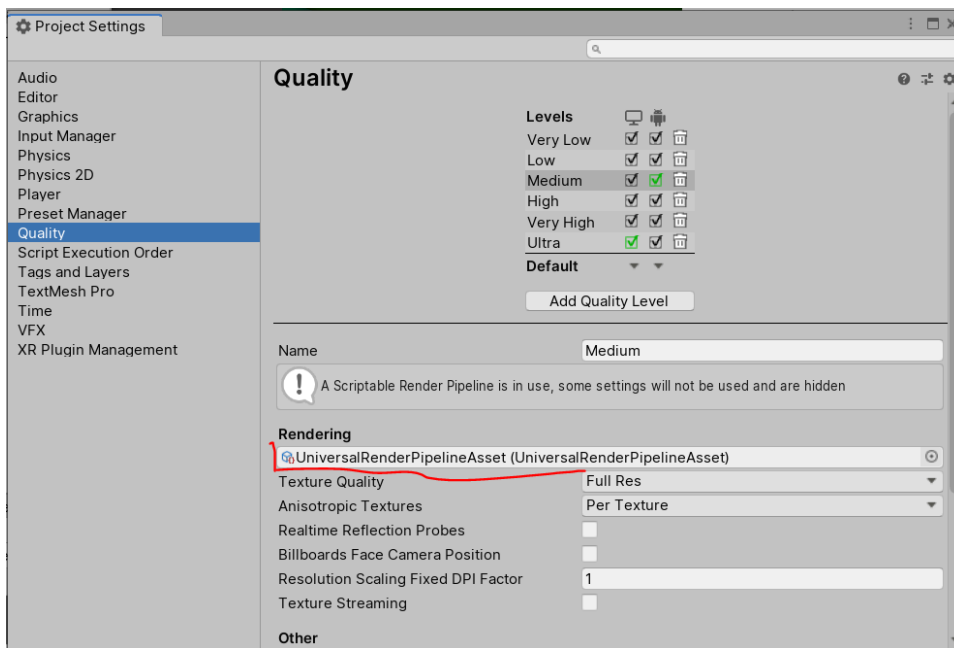 Project Settings
Audio
Editor
Graphics
Input Manager
Physics
Physics 2D
Player
Preset Manager
Quality
Script Execution Order
Tags and Layers
TextMesh Pro
Time
VFX
XR Plugin Management
Quality
Levels
Very Low
Low
Medium
High
Very High
Ultra
Default
Add Quality Level
Name Medium
! A Scriptable Render Pipeline is in use, some settings will not be used and are hidden
Rendering
UniversalRenderPipelineAsset (UniversalRenderPipelineAsset)
Texture Quality Full Res
Anisotropic Textures Per Texture
Realtime Reflection Probes
Billboards Face Camera Position
Resolution Scaling Fixed DPI Factor 1
Texture Streaming
Other